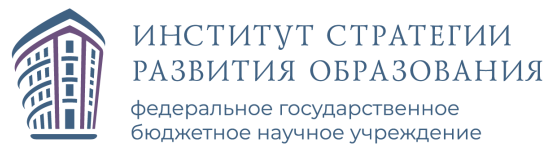 ИНСТИТУТ СТРАТЕГИИ
РАЗВИТИЯ ОБРАЗОВАНИЯ
федеральное государственное
бюджетное научное учреждение